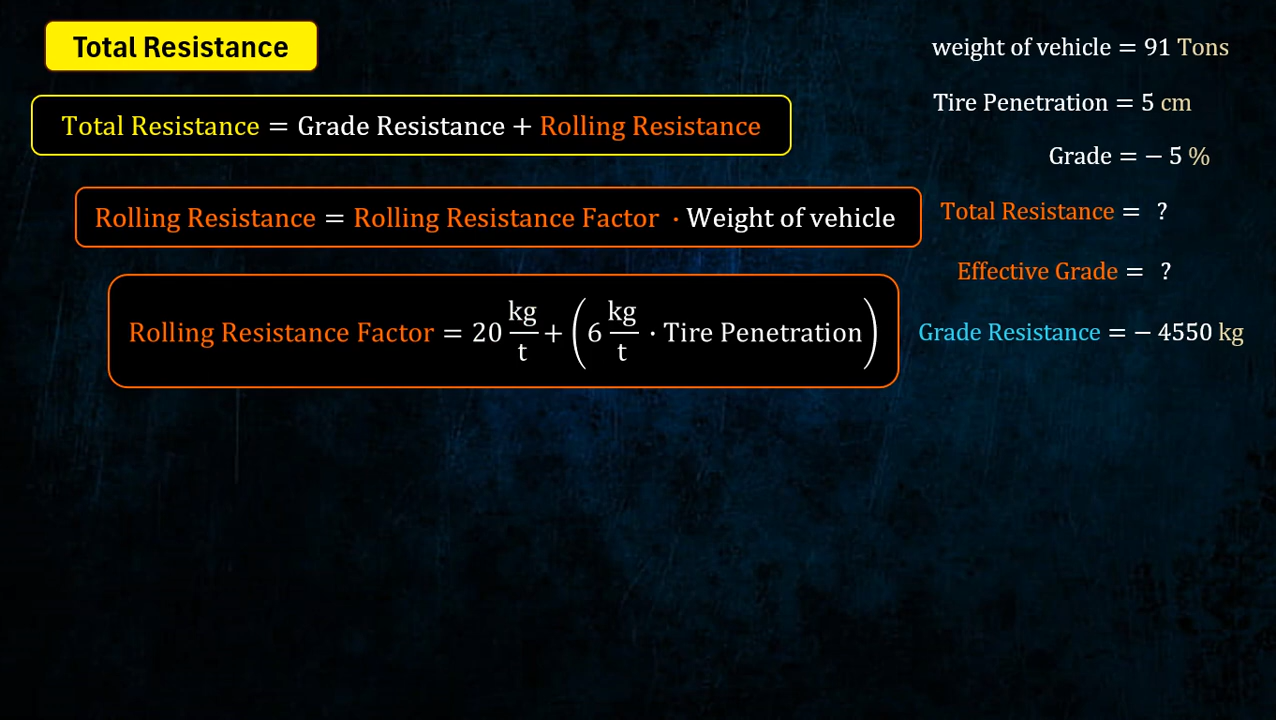 Total Resistance
Total Resistance = Grade Resistance + Rolling Resistance
Rolling Resistance = Rolling Resistance Factor · Weight of vehicle
Rolling Resistance Factor = 20 kg/t + (6 kg/t · Tire Penetration)
weight of vehicle = 91 Tons
Tire Penetration = 5 cm
Grade = − 5 %
Total Resistance = ?
Effective Grade = ?
Grade Resistance = − 4550 kg